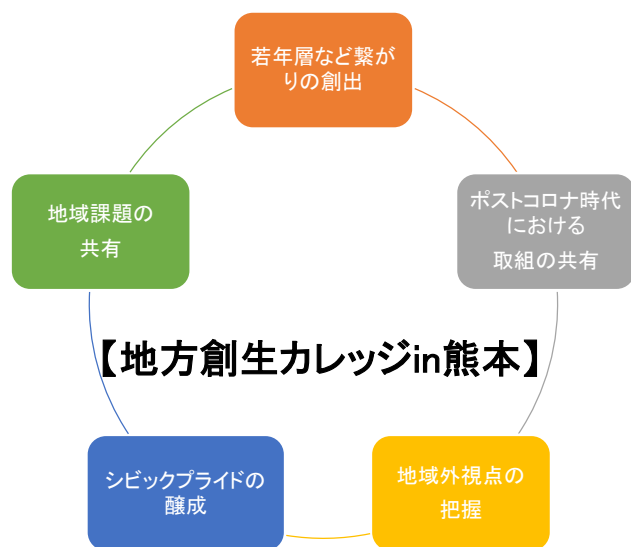 若年層など繋が
りの創出
地域課題の
共有
ポストコロナ時代
における
取組の共有
【地方創生カレッジin熊本】
シビックプライドの
醸成
地域外視点の
把握